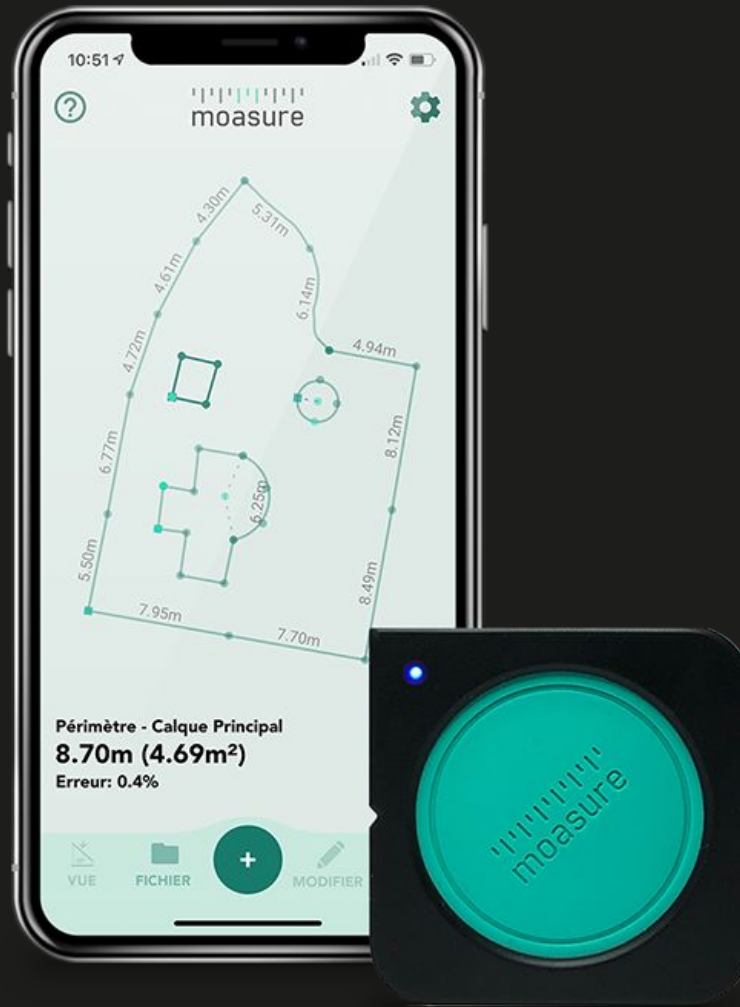 10:51
moasure
4.30m
5.31m
4.61m
6.14m
4.72m
4.94m
6.77m
8.12m
6.25m
5.50m
8.49m
7.95m
7.70m
Périmètre - Calque Principal
8.70m (4.69m²)
Erreur: 0.4%
+
VUE
FICHIER
MODIFIER
moasure